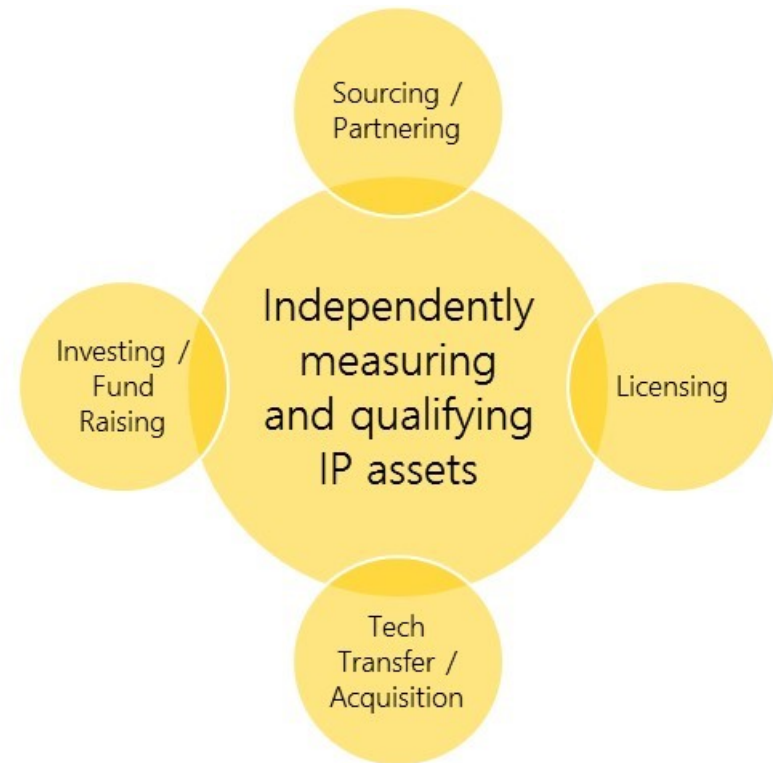 Sourcing /
Partnering
Independently
measuring
and qualifying
IP assets
Investing /
Fund
Raising
Licensing
Tech
Transfer /
Acquisition